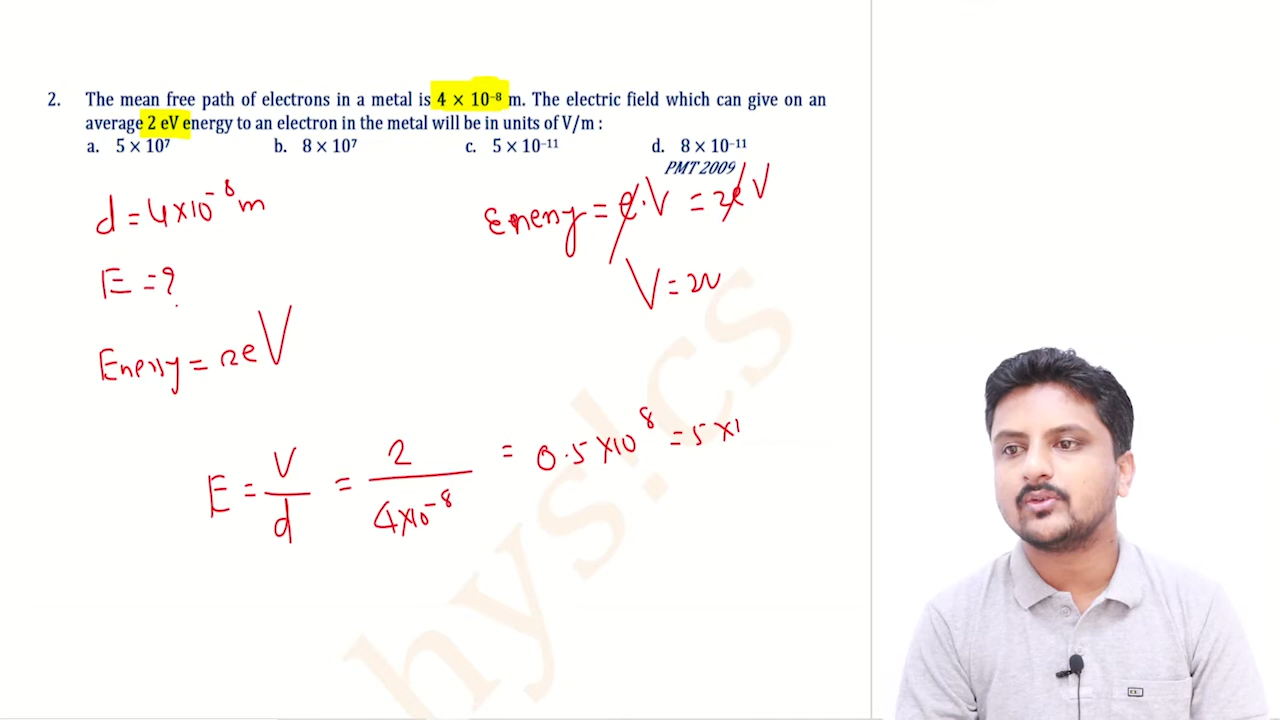 2. The mean free path of electrons in a metal is 4 × 10⁻⁸ m. The electric field which can give on an
average 2 eV energy to an electron in the metal will be in units of V/m :
a. 5 × 10⁷ b. 8 × 10⁷ c. 5 × 10⁻¹¹ d. 8 × 10⁻¹¹
PMT 2009
d = 4×10⁻⁸ m
Energy = e·V = 2eV
E = ?
V = 2V
Energy = 2eV
E = V/d = 2/4×10⁻⁸ = 0.5×10⁸ = 5×1
hys!cs